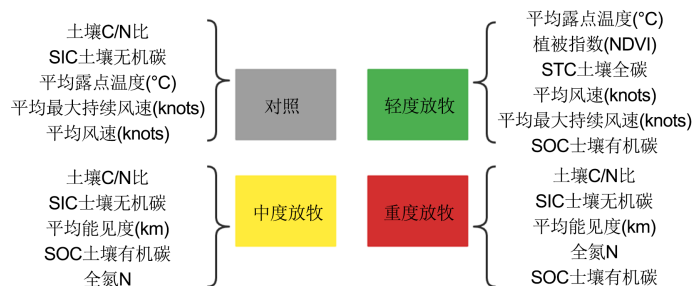 土壤C/N比
SIC土壤无机碳
平均露点温度(°C)
平均最大持续风速(knots)
平均风速(knots)
对照
轻度放牧
平均露点温度(°C)
植被指数(NDVI)
STC土壤全碳
平均风速(knots)
平均最大持续风速(knots)
SOC土壤有机碳
土壤C/N比
SIC土壤无机碳
平均能见度(km)
SOC土壤有机碳
全氮N
中度放牧
重度放牧
土壤C/N比
SIC土壤无机碳
平均能见度(km)
全氮N
SOC土壤有机碳